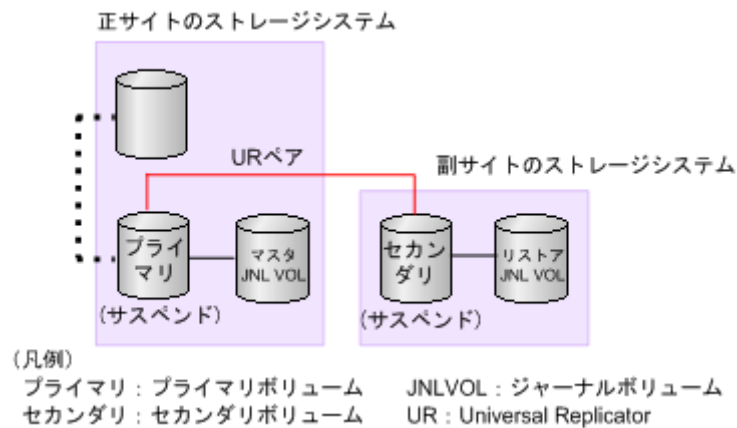 正サイトのストレージシステム
URペア
副サイトのストレージシステム
プライ
マリ
マスタ
JNL VOL
セカン
ダリ
リストア
JNL VOL
(サスペンド)
(サスペンド)
(凡例)
プライマリ：プライマリボリューム
JNLVOL：ジャーナルボリューム
セカンダリ：セカンダリボリューム
UR：Universal Replicator